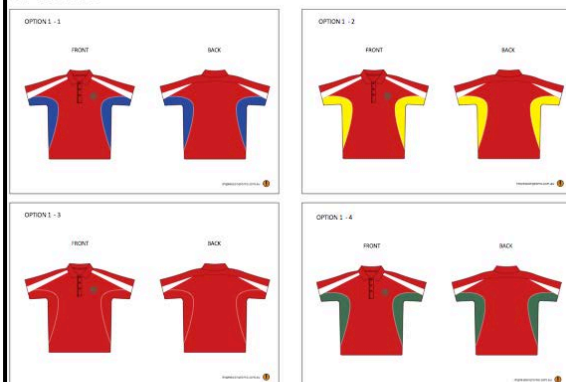 OPTION 1 - 1
FRONT BACK
OPTION 1 - 2
FRONT BACK
OPTION 1 - 3
FRONT BACK
OPTION 1 - 4
FRONT BACK